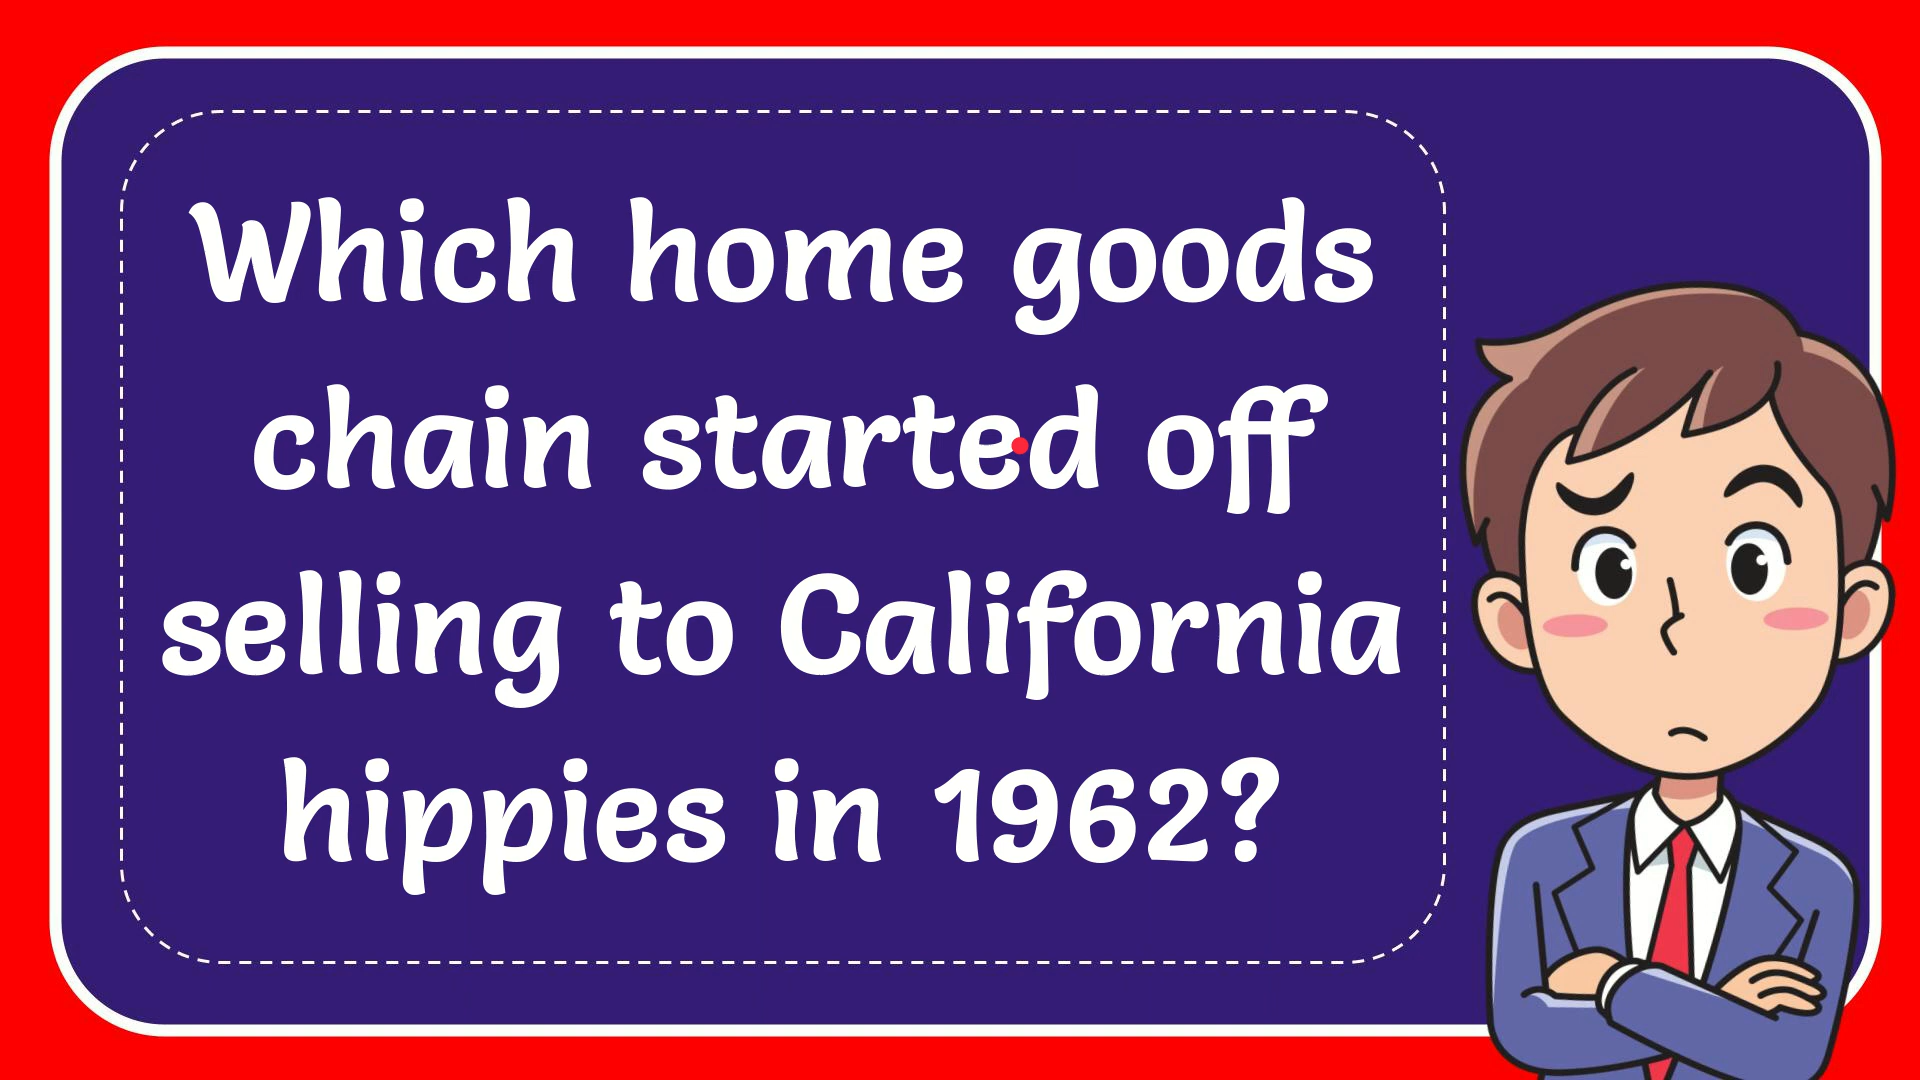 Which home goods
chain started off
selling to California
hippies in 1962?